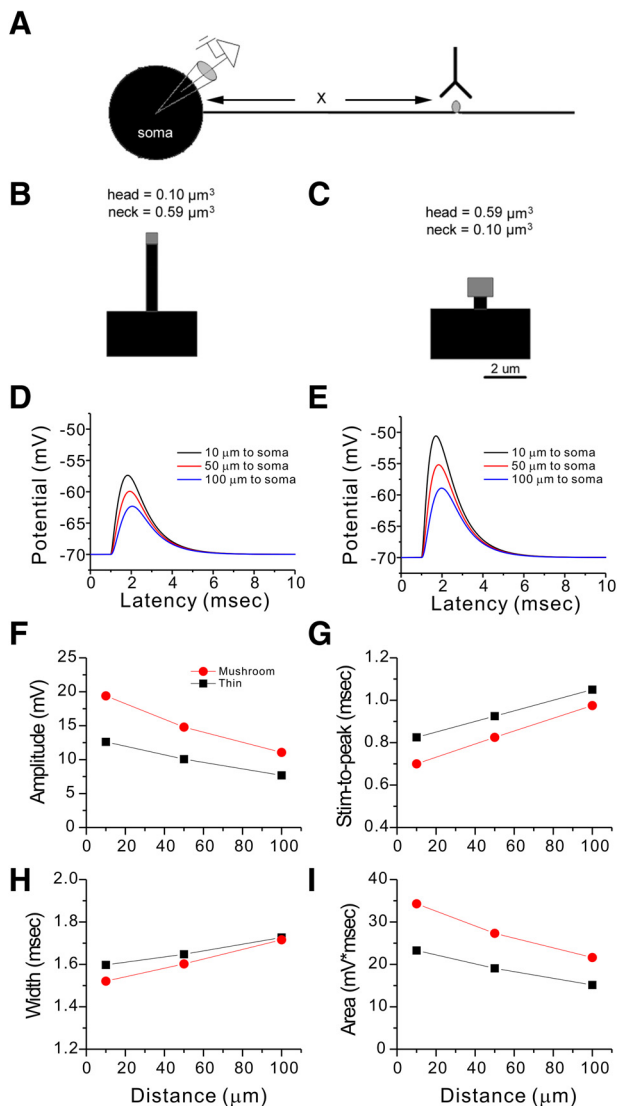 A
soma
X
B
head = 0.10 μm³
neck = 0.59 μm³
C
head = 0.59 μm³
neck = 0.10 μm³
2 um
D
Potential (mV)
-50
-55
-60
-65
-70
10 μm to soma
50 μm to soma
100 μm to soma
0 2 4 6 8 10
Latency (msec)
E
Potential (mV)
-50
-55
-60
-65
-70
10 μm to soma
50 μm to soma
100 μm to soma
0 2 4 6 8 10
Latency (msec)
F
Amplitude (mV)
25
20
15
10
5
0
Mushroom
Thin
0 20 40 60 80 100
G
Stim-to-peak (msec)
1.2
1.0
0.8
0.6
0.4
0 20 40 60 80 100
H
Width (msec)
2.0
1.8
1.6
1.4
1.2
0 20 40 60 80 100
Distance (μm)
I
Area (mV*msec)
40
30
20
10
0
0 20 40 60 80 100
Distance (μm)